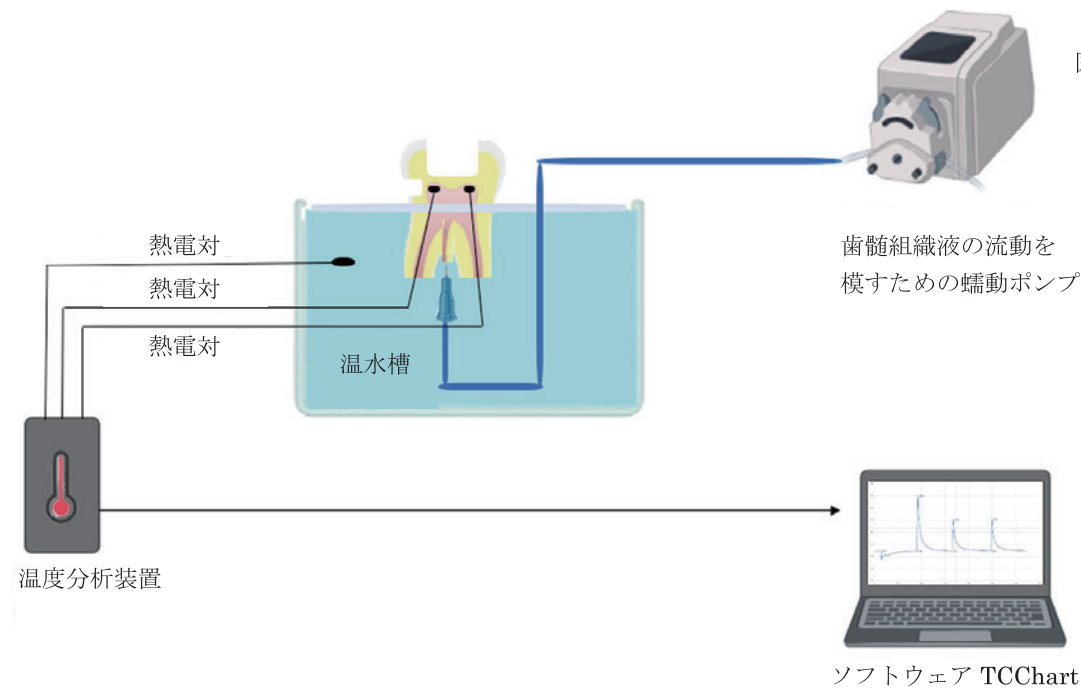 熱電対
熱電対
熱電対
温水槽
歯髄組織液の流動を
模すための蠕動ポンプ
温度分析装置
ソフトウェア TCChart